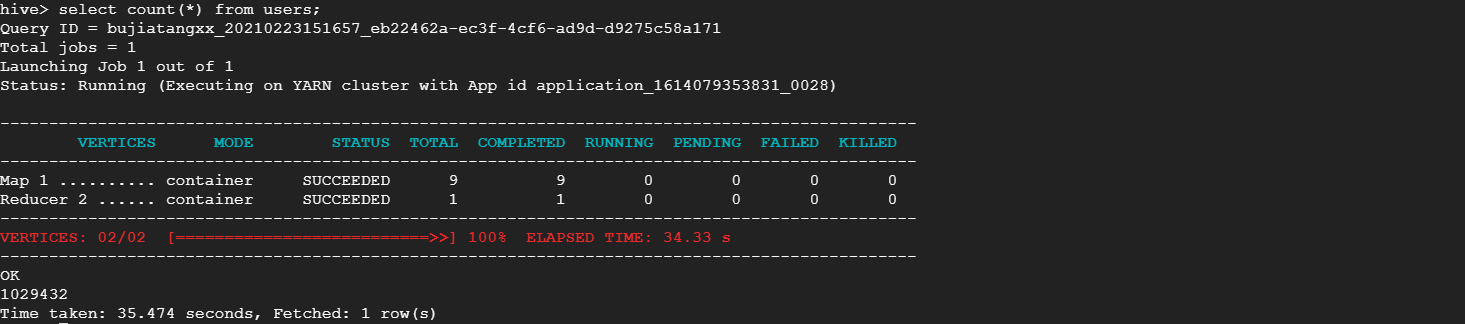 hive> select count(*) from users;
Query ID = bujiatangxx_20210223151657_eb22462a-ec3f-4cf6-ad9d-d9275c58a171
Total jobs = 1
Launching Job 1 out of 1
Status: Running (Executing on YARN cluster with App id application_1614079353831_0028)
----------------------------------------------------------------------------------------------
VERTICES MODE STATUS TOTAL COMPLETED RUNNING PENDING FAILED KILLED
----------------------------------------------------------------------------------------------
Map 1 .......... container SUCCEEDED 9 9 0 0 0 0
Reducer 2 ...... container SUCCEEDED 1 1 0 0 0 0
----------------------------------------------------------------------------------------------
VERTICES: 02/02 [==========================>>] 100% ELAPSED TIME: 34.33 s
----------------------------------------------------------------------------------------------
OK
1029432
Time taken: 35.474 seconds, Fetched: 1 row(s)